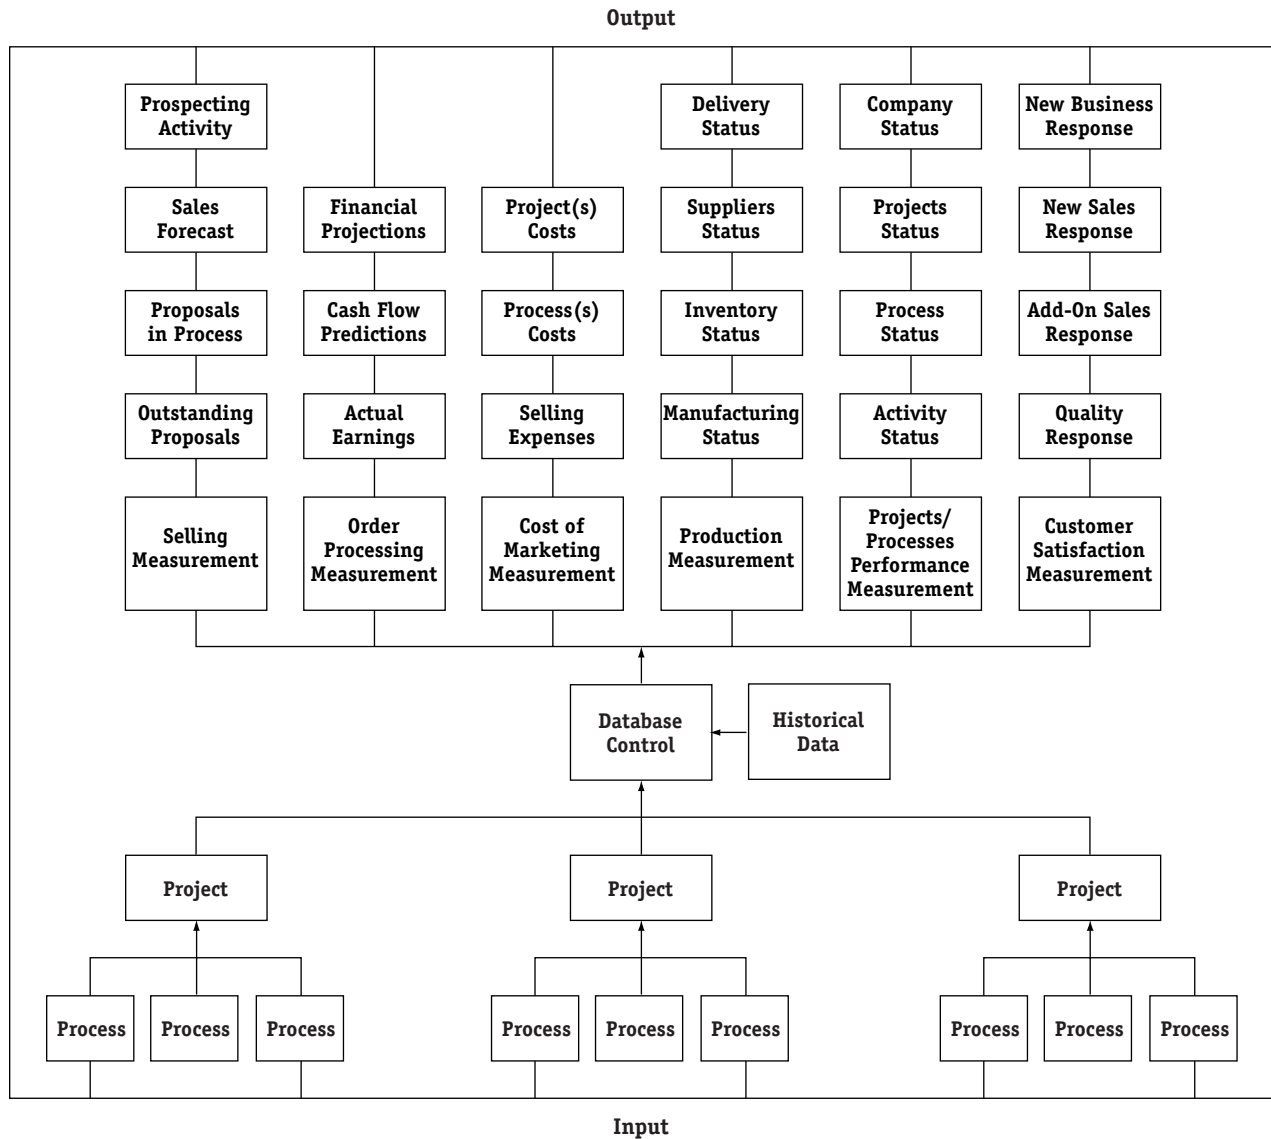 Output
Prospecting
Activity
Delivery
Status
Company
Status
New Business
Response
Sales
Forecast
Financial
Projections
Project(s)
Costs
Suppliers
Status
Projects
Status
New Sales
Response
Proposals
in Process
Cash Flow
Predictions
Process(s)
Costs
Inventory
Status
Process
Status
Add-On Sales
Response
Outstanding
Proposals
Actual
Earnings
Selling
Expenses
Manufacturing
Status
Activity
Status
Quality
Response
Selling
Measurement
Order
Processing
Measurement
Cost of
Marketing
Measurement
Production
Measurement
Projects/
Processes
Performance
Measurement
Customer
Satisfaction
Measurement
Database
Control
Historical
Data
Project
Project
Project
Process
Process
Process
Process
Process
Process
Process
Process
Process
Input